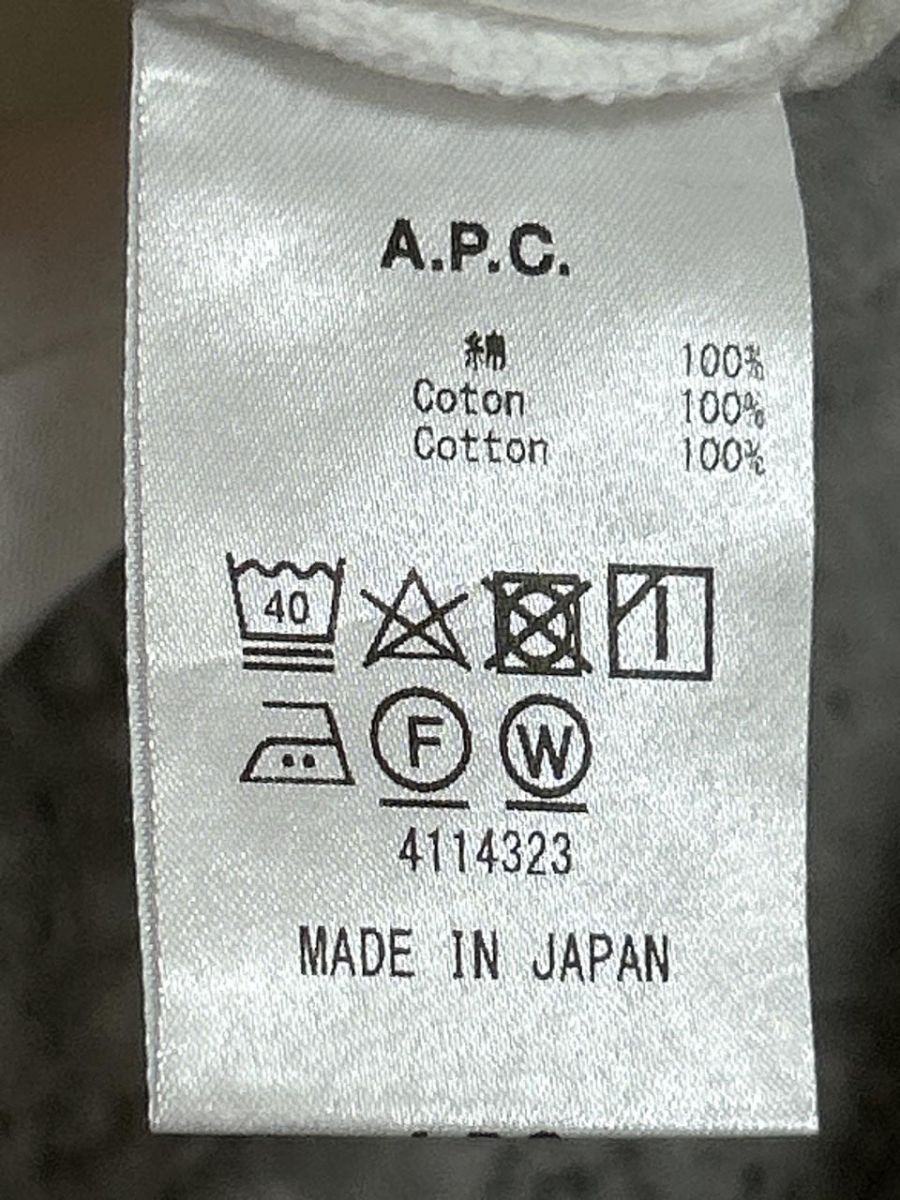 A.P.C.
綿 100%
Coton 100%
Cotton 100%
40
F W
4114323
MADE IN JAPAN